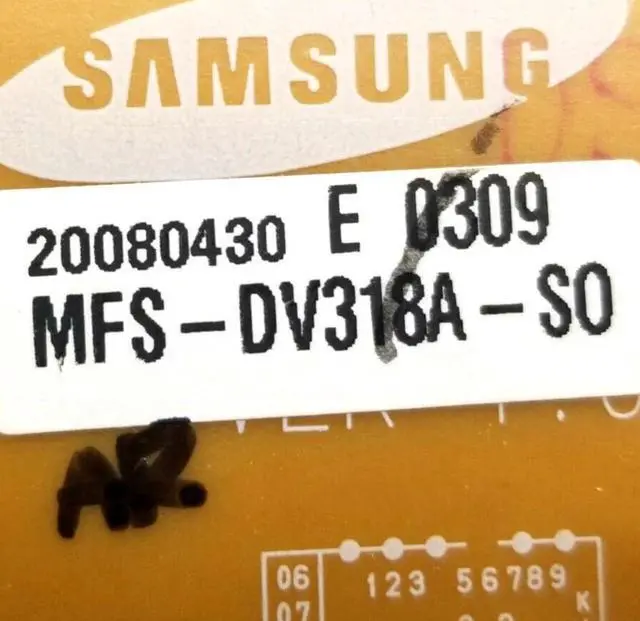 SAMSUNG
20080430 E 0309
MFS-DV318A-S0
06 123 56789
07 K